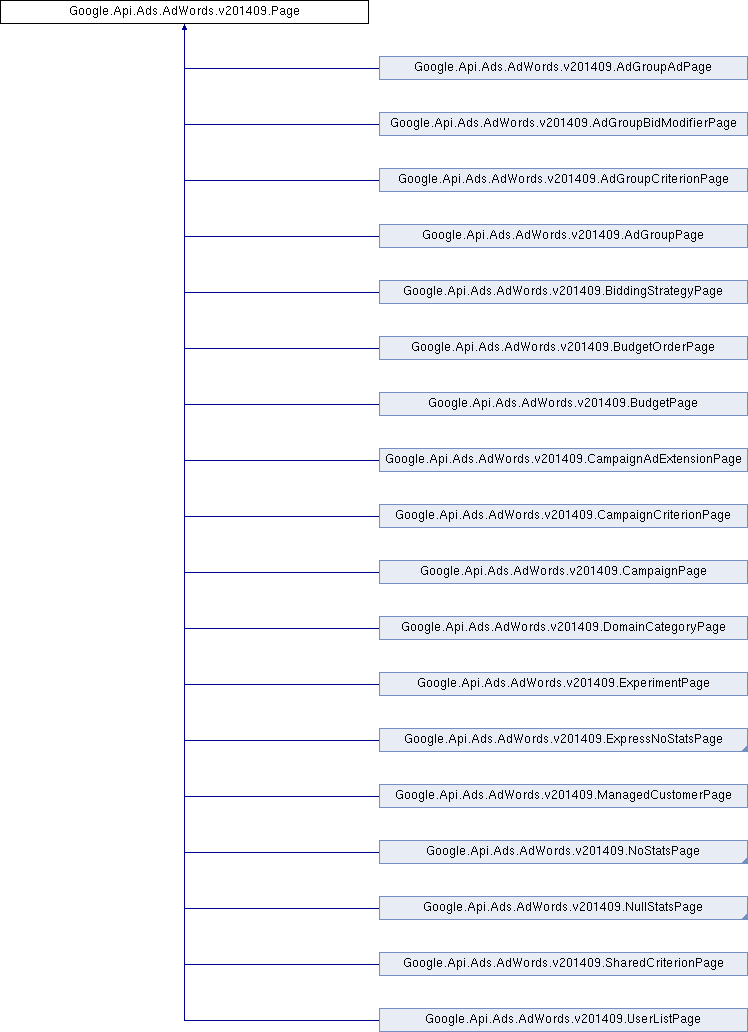 Google.Api.Ads.AdWords.v201409.Page
Google.Api.Ads.AdWords.v201409.AdGroupAdPage
Google.Api.Ads.AdWords.v201409.AdGroupBidModifierPage
Google.Api.Ads.AdWords.v201409.AdGroupCriterionPage
Google.Api.Ads.AdWords.v201409.AdGroupPage
Google.Api.Ads.AdWords.v201409.BiddingStrategyPage
Google.Api.Ads.AdWords.v201409.BudgetOrderPage
Google.Api.Ads.AdWords.v201409.BudgetPage
Google.Api.Ads.AdWords.v201409.CampaignAdExtensionPage
Google.Api.Ads.AdWords.v201409.CampaignCriterionPage
Google.Api.Ads.AdWords.v201409.CampaignPage
Google.Api.Ads.AdWords.v201409.DomainCategoryPage
Google.Api.Ads.AdWords.v201409.ExperimentPage
Google.Api.Ads.AdWords.v201409.ExpressNoStatsPage
Google.Api.Ads.AdWords.v201409.ManagedCustomerPage
Google.Api.Ads.AdWords.v201409.NoStatsPage
Google.Api.Ads.AdWords.v201409.NullStatsPage
Google.Api.Ads.AdWords.v201409.SharedCriterionPage
Google.Api.Ads.AdWords.v201409.UserListPage